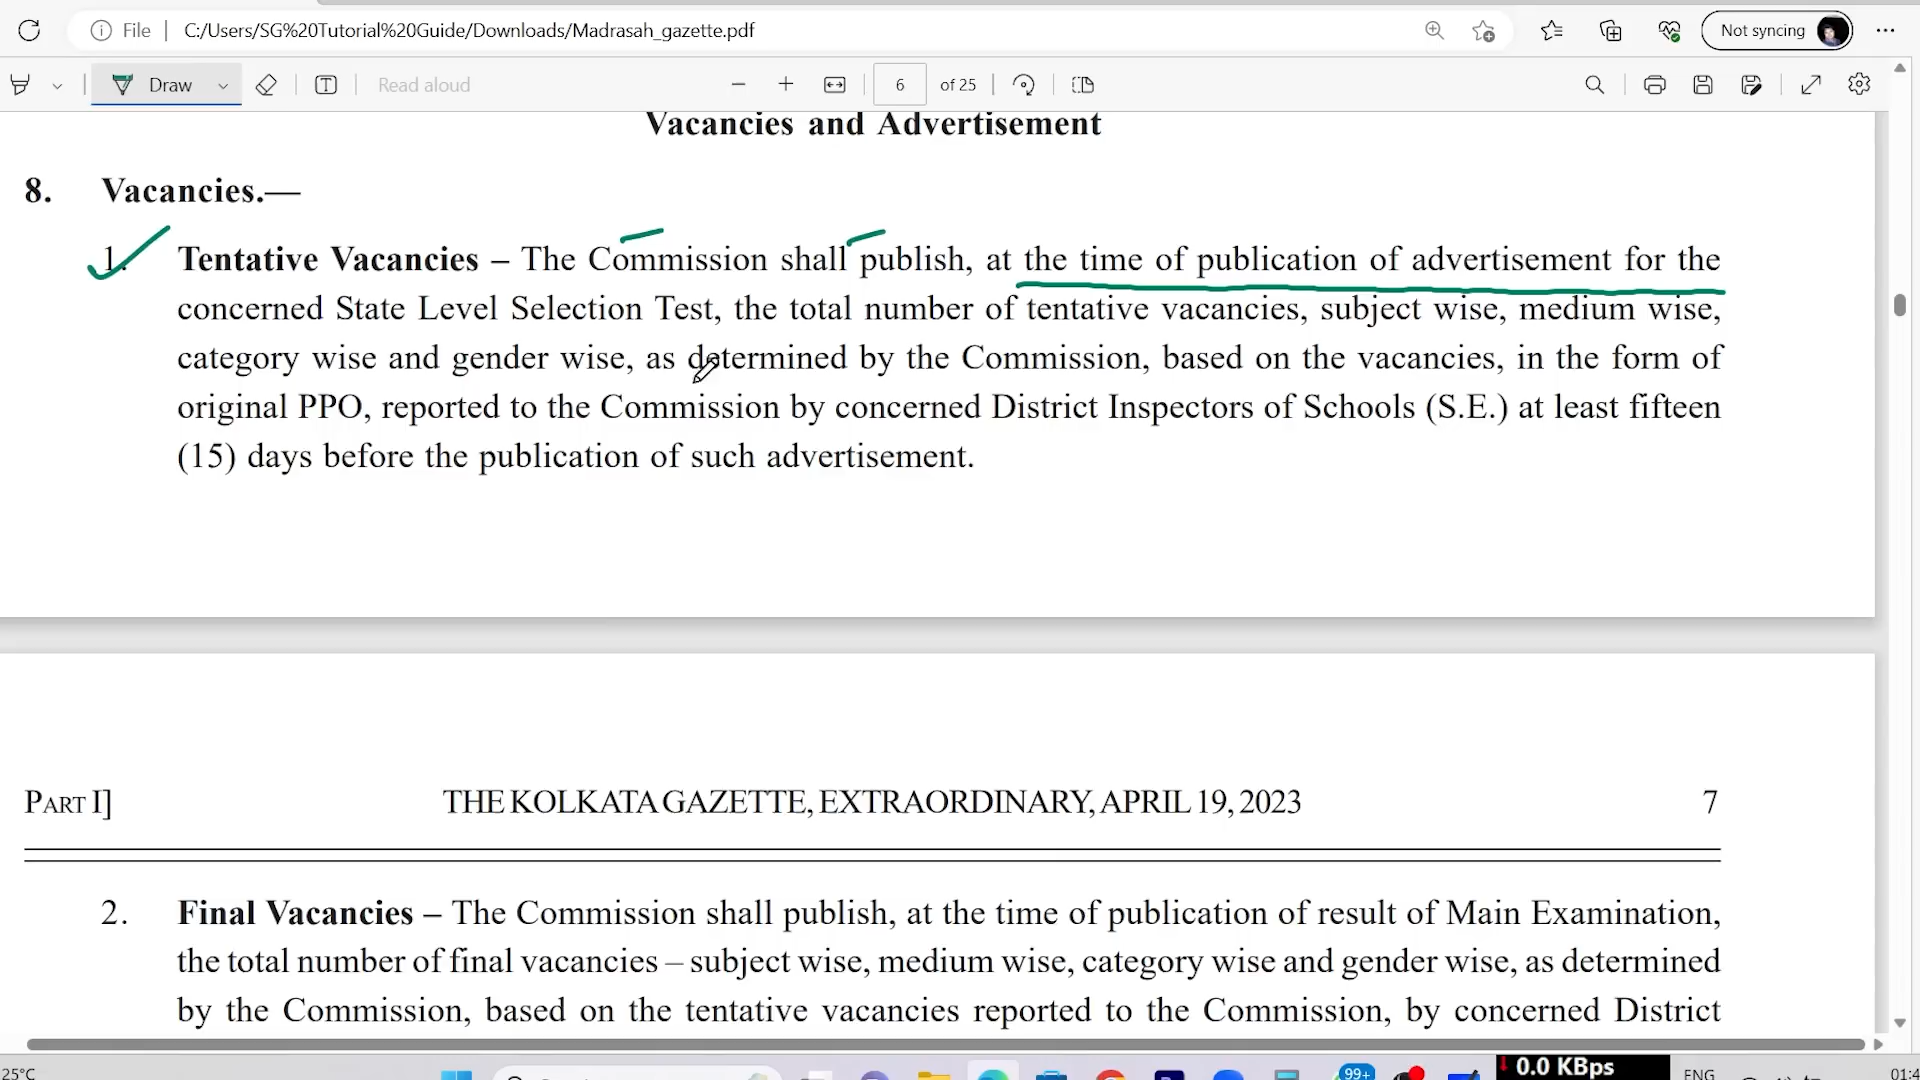 File
C:/Users/SG%20Tutorial%20Guide/Downloads/Madrasah_gazette.pdf
Not syncing
Draw
Read aloud
6
of 25
Vacancies and Advertisement
8. Vacancies.—
1. Tentative Vacancies – The Commission shall publish, at the time of publication of advertisement for the
concerned State Level Selection Test, the total number of tentative vacancies, subject wise, medium wise,
category wise and gender wise, as determined by the Commission, based on the vacancies, in the form of
original PPO, reported to the Commission by concerned District Inspectors of Schools (S.E.) at least fifteen
(15) days before the publication of such advertisement.
PART I] THE KOLKATA GAZETTE, EXTRAORDINARY, APRIL 19, 2023 7
2. Final Vacancies – The Commission shall publish, at the time of publication of result of Main Examination,
the total number of final vacancies – subject wise, medium wise, category wise and gender wise, as determined
by the Commission, based on the tentative vacancies reported to the Commission, by concerned District
25°C
99+
0.0 KBps
ENG